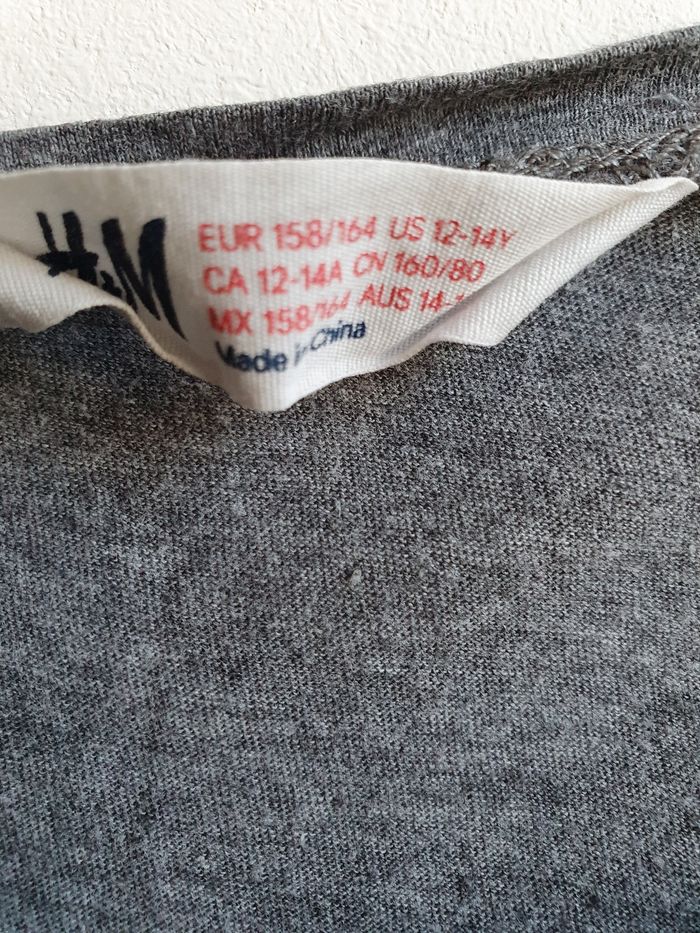 H&M
EUR 158/164 US 12-14Y
CA 12-14A CN 160/80
MX 158/164 AUS 14-
Made in China